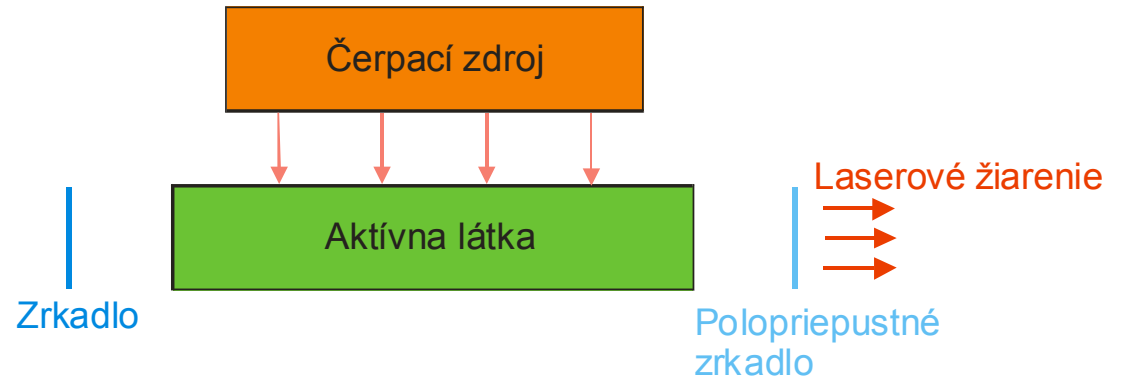 Čerpací zdroj
Laserové žiarenie
Aktívna látka
Zrkadlo
Polopriepustné
zrkadlo